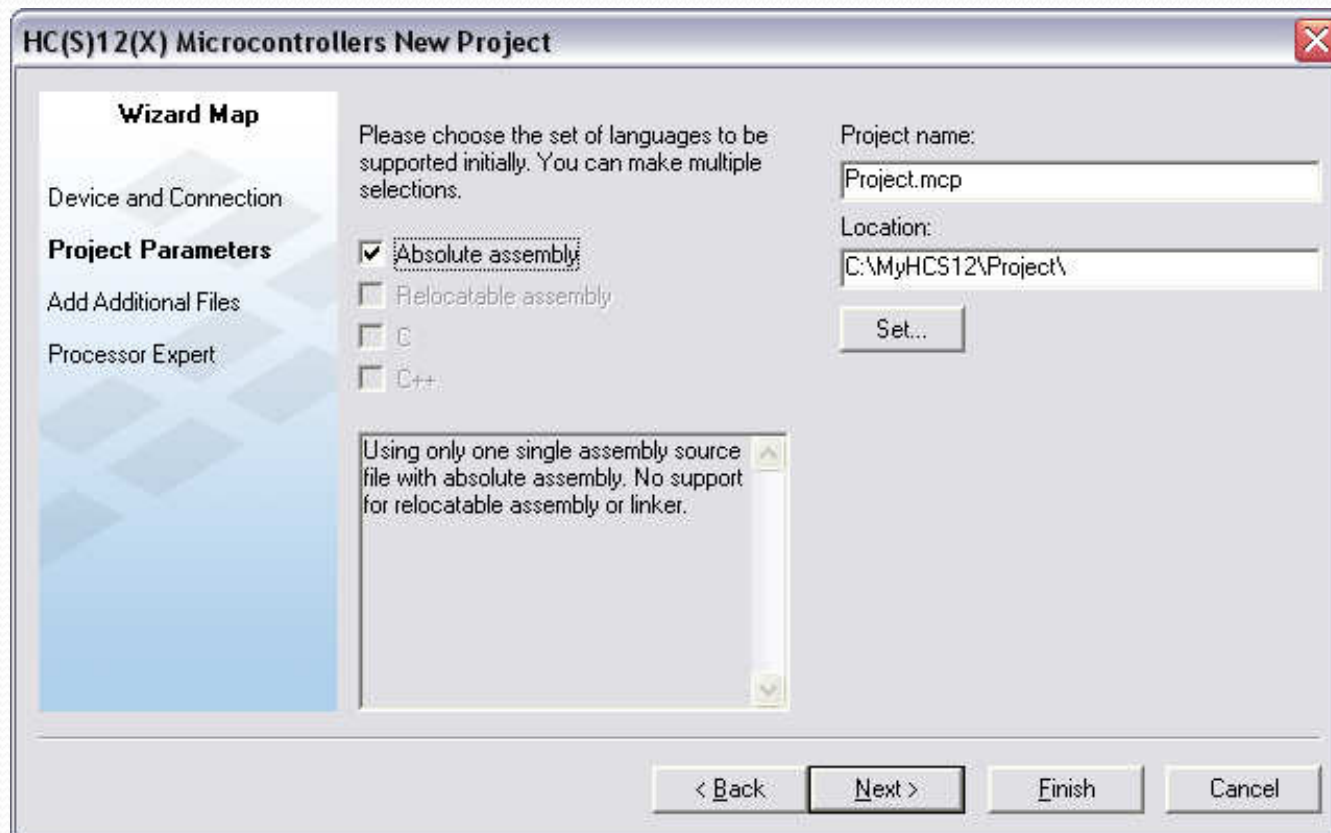 HC(S)12(X) Microcontrollers New Project
Wizard Map
Device and Connection
Project Parameters
Add Additional Files
Processor Expert
Please choose the set of languages to be
supported initially. You can make multiple
selections.
Absolute assembly
Relocatable assembly
C
C++
Using only one single assembly source
file with absolute assembly. No support
for relocatable assembly or linker.
Project name:
Project.mcp
Location:
C:\MyHCS12\Project\
Set...
< Back
Next >
Finish
Cancel